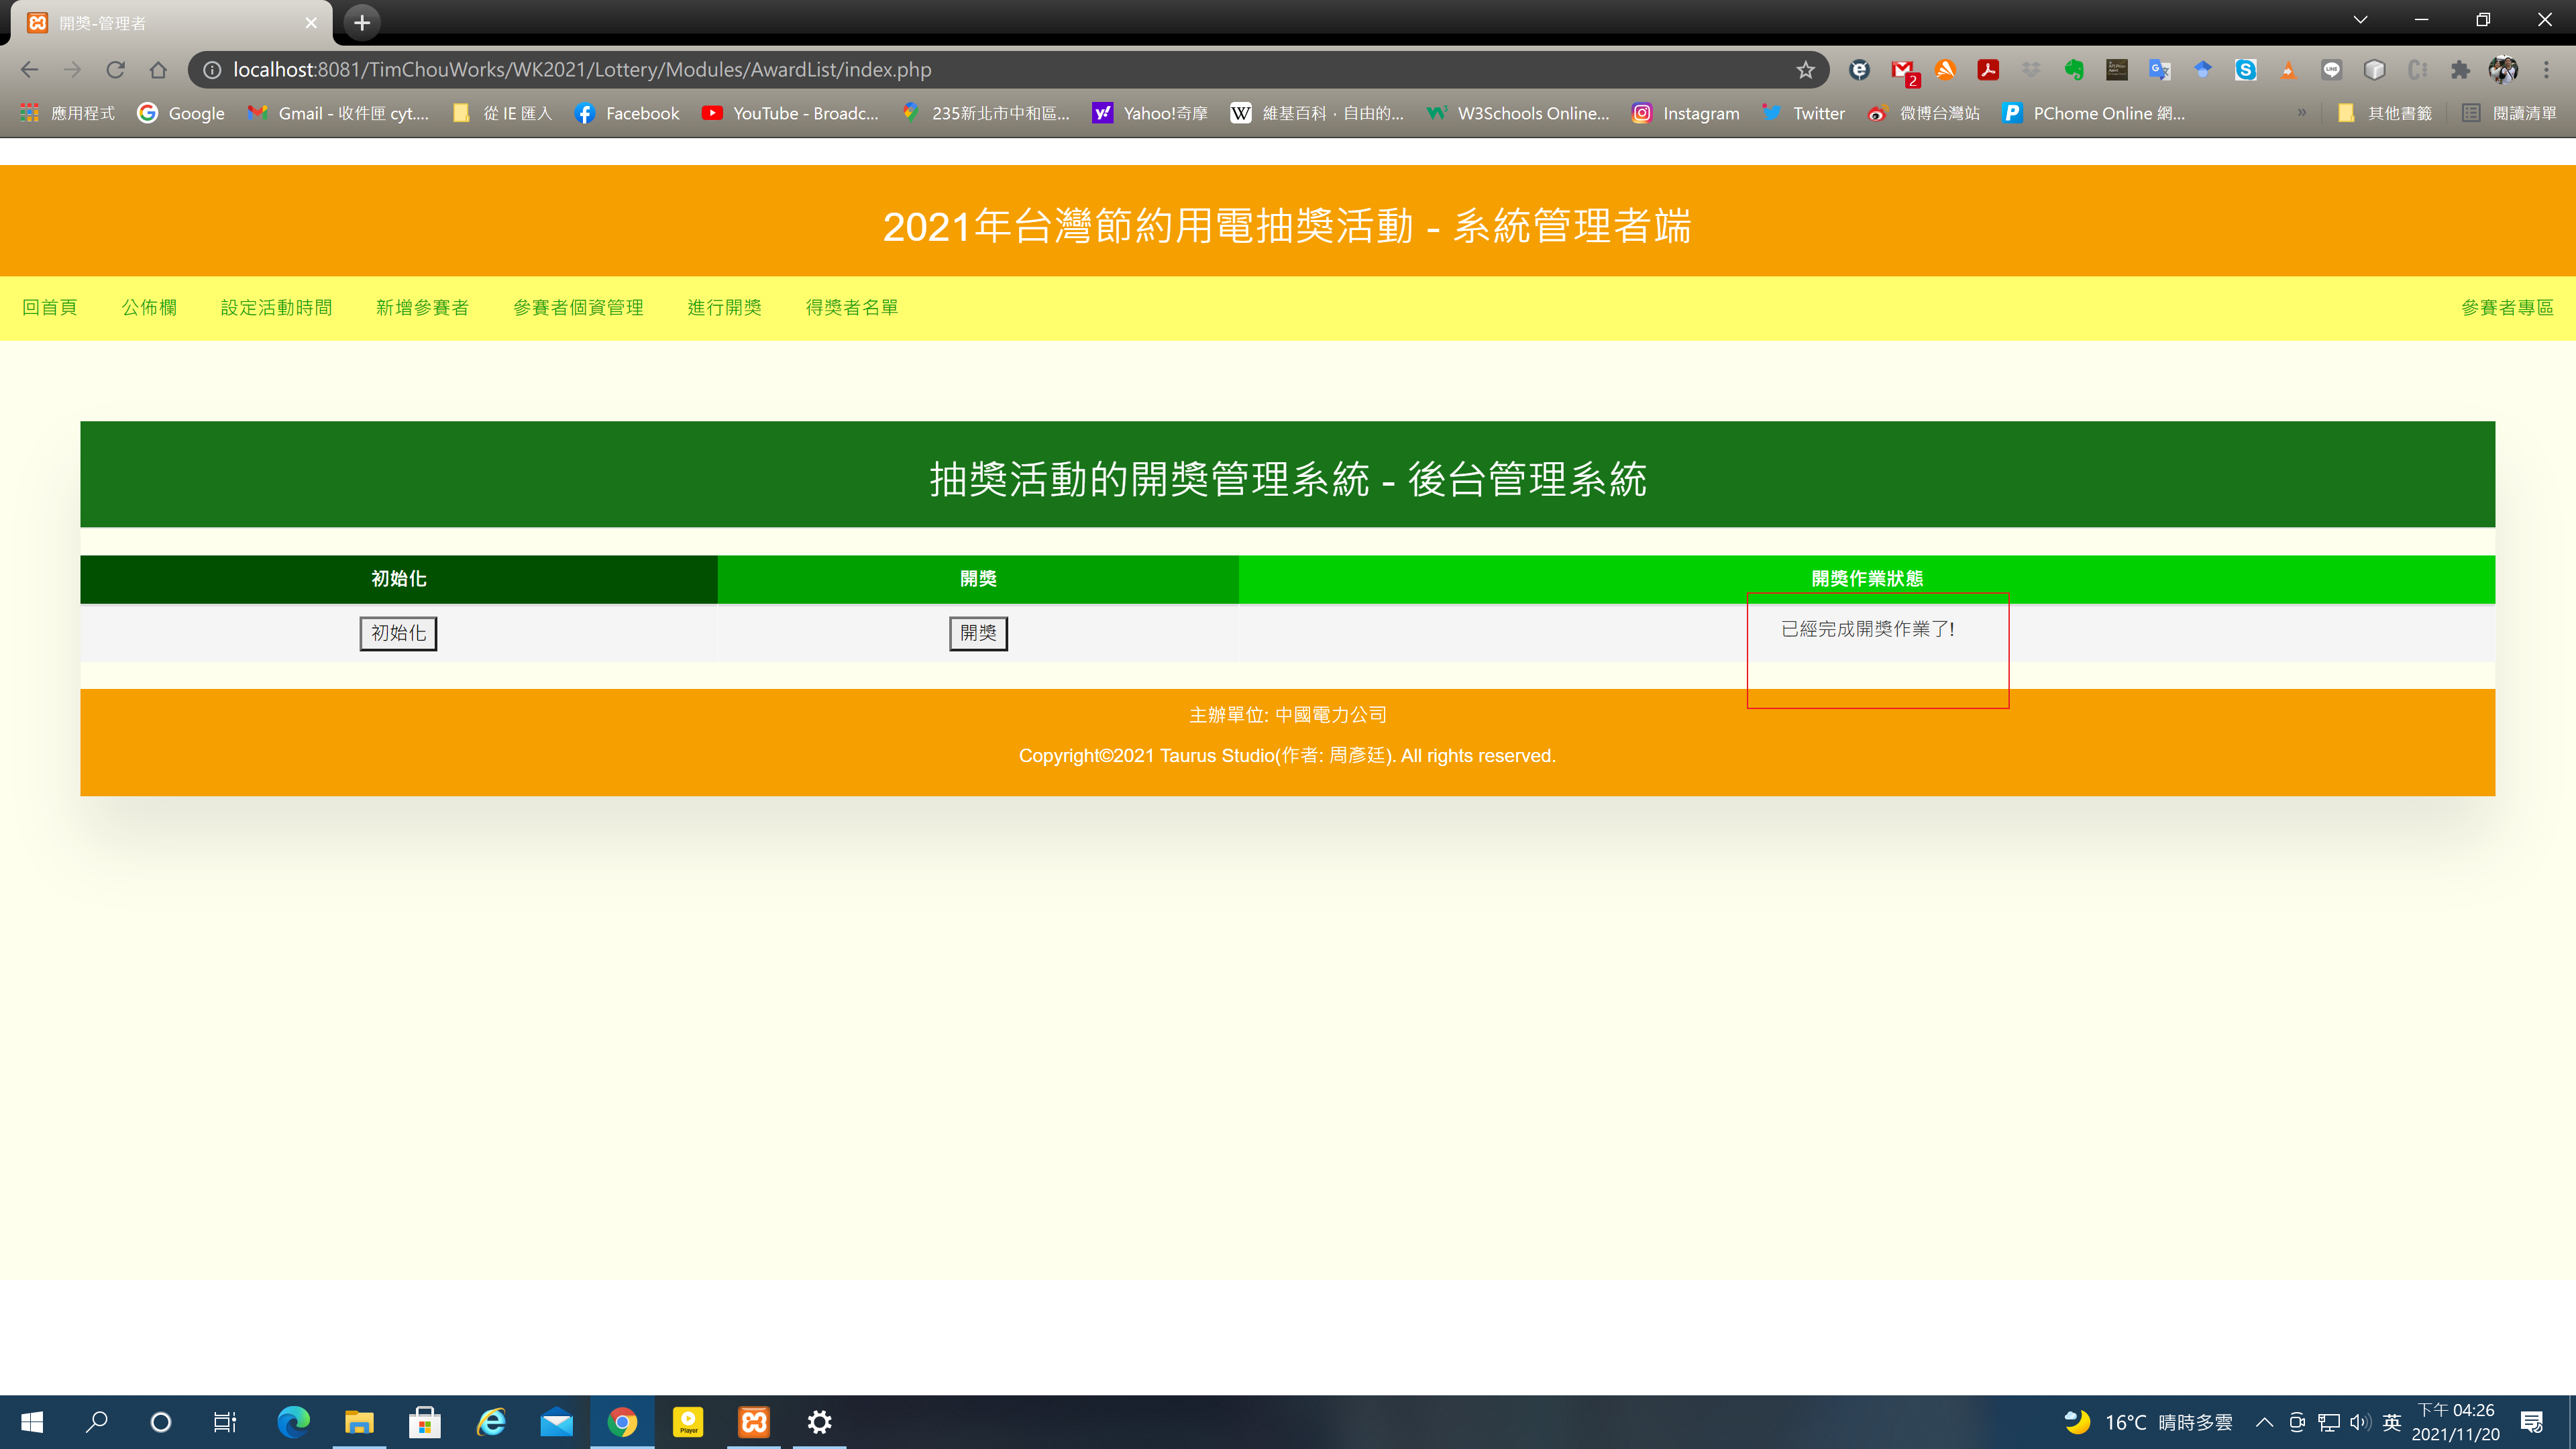 開獎-管理者
localhost:8081/TimChouWorks/WK2021/Lottery/Modules/AwardList/index.php
2
應用程式 Google Gmail - 收件匣 cyt.... 從 IE 匯入 Facebook YouTube - Broadc... 235新北市中和區... Yahoo!奇摩 維基百科，自由的... W3Schools Online... Instagram Twitter 微博台灣站 PChome Online 網... » 其他書籤 閱讀清單
2021年台灣節約用電抽獎活動 - 系統管理者端
回首頁 公佈欄 設定活動時間 新增參賽者 參賽者個資管理 進行開獎 得獎者名單 參賽者專區
抽獎活動的開獎管理系統 - 後台管理系統
初始化 開獎 開獎作業狀態
初始化 開獎 已經完成開獎作業了!
主辦單位: 中國電力公司
Copyright©2021 Taurus Studio(作者: 周彥廷). All rights reserved.
Player
16°C 晴時多雲 英 下午 04:26
2021/11/20